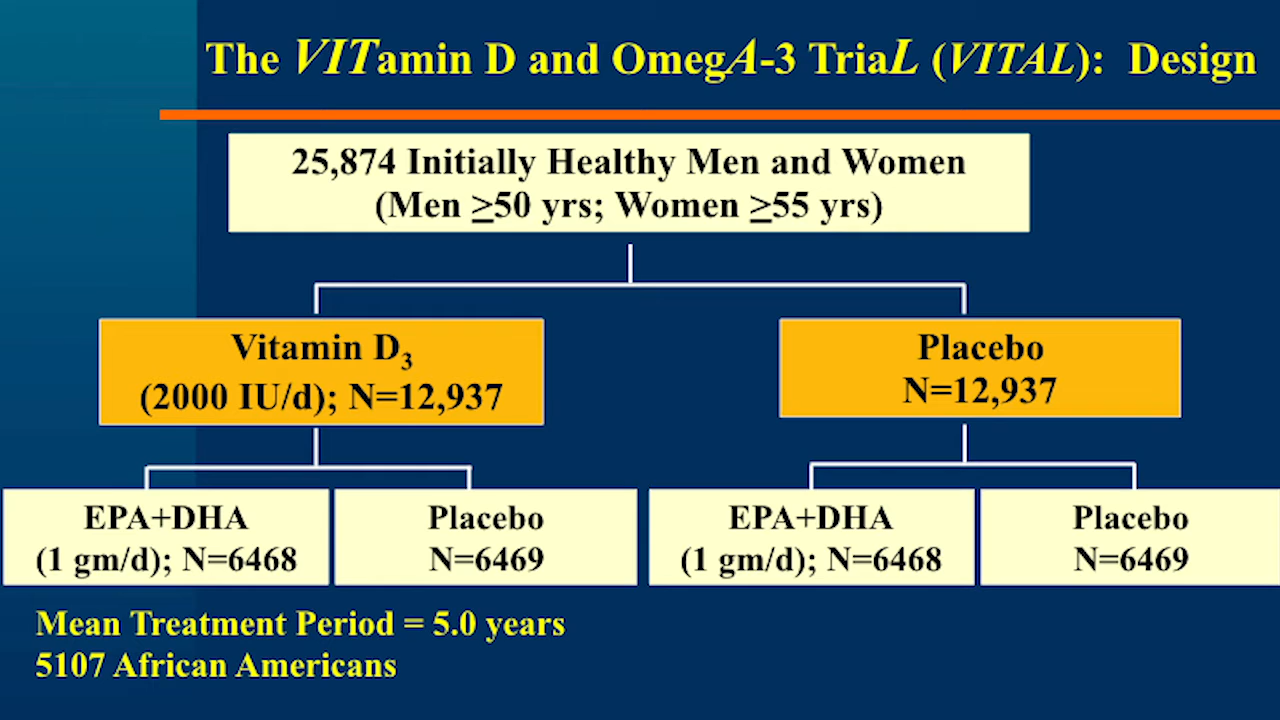 The VITamin D and OmegA-3 TriaL (VITAL): Design
25,874 Initially Healthy Men and Women
(Men ≥50 yrs; Women ≥55 yrs)
Vitamin D₃
(2000 IU/d); N=12,937
Placebo
N=12,937
EPA+DHA
(1 gm/d); N=6468
Placebo
N=6469
EPA+DHA
(1 gm/d); N=6468
Placebo
N=6469
Mean Treatment Period = 5.0 years
5107 African Americans